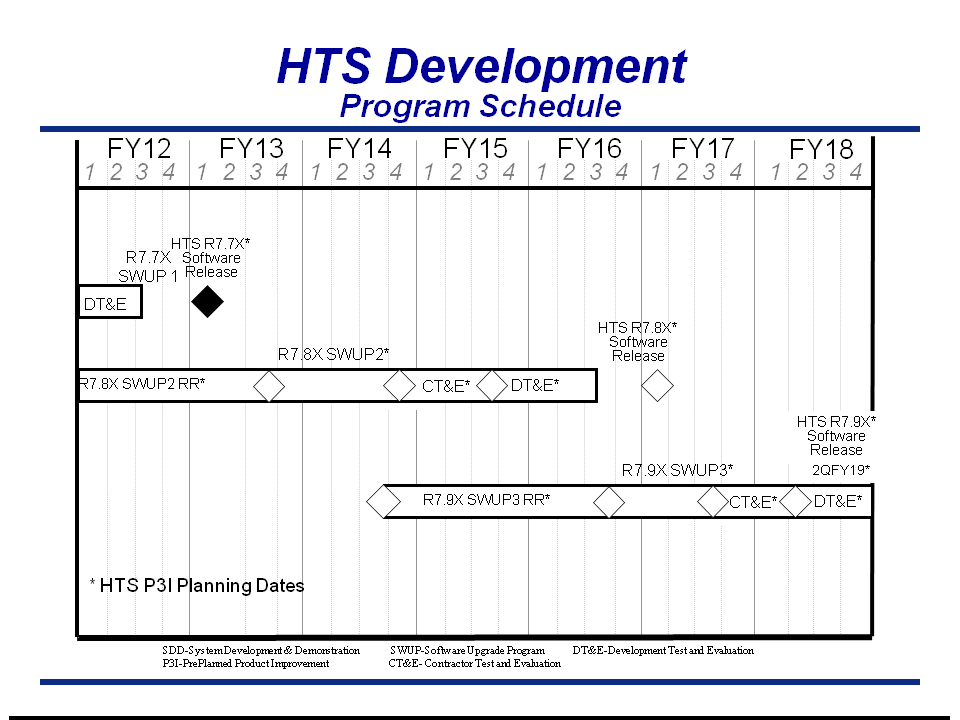 HTS Development
Program Schedule
FY12 FY13 FY14 FY15 FY16 FY17 FY18
1 2 3 4 1 2 3 4 1 2 3 4 1 2 3 4 1 2 3 4 1 2 3 4 1 2 3 4
R7.7X
SWUP 1
HTS R7.7X*
Software
Release
DT&E
HTS R7.8X*
Software
Release
R7.8X SWUP2*
R7.8X SWUP2 RR*
CT&E*
DT&E*
HTS R7.9X*
Software
Release
2QFY19*
R7.9X SWUP3*
R7.9X SWUP3 RR*
CT&E*
DT&E*
* HTS P3I Planning Dates
SDD-System Development & Demonstration SWUP-Software Upgrade Program DT&E-Development Test and Evaluation
P3I-PrePlanned Product Improvement CT&E- Contractor Test and Evaluation